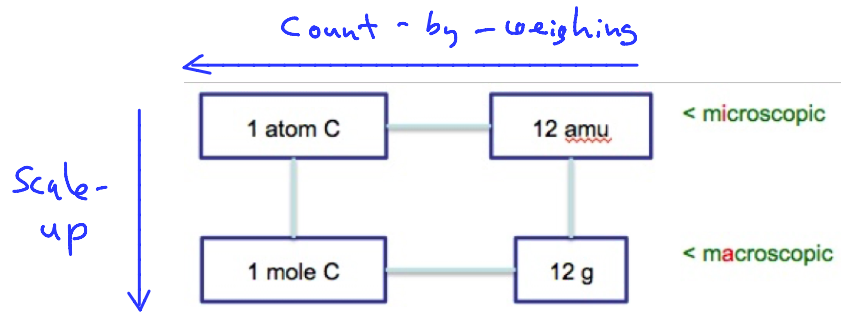 Count - by - weighing
1 atom C
12 amu
< microscopic
Scale-
up
1 mole C
12 g
< macroscopic